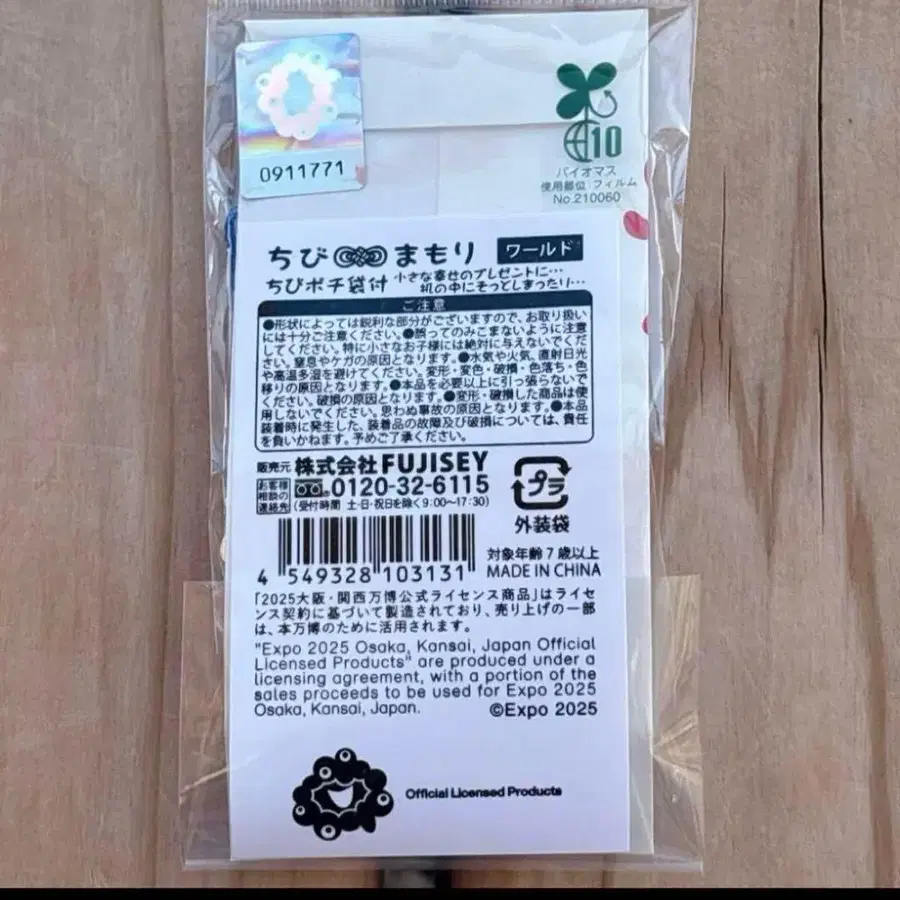 0911771
10
バイオマス
使用部位:フィルム
No.210060
ちび まもり ワールド
ちびポチ袋付 小さな幸せのプレゼントに…
机の中にそっとしまったり…
ご注意
●形状によっては鋭利な部分がございますので、お取り扱い
には十分ご注意ください。●誤ってのみこまないように注意
してください。特に小さなお子様には絶対に与えないでくだ
さい。窒息やケガの原因となります。●水気や火気、直射日光
や高温多湿を避けてください。変形・変色・破損・色落ち・色
移りの原因となります。●本品を必要以上に引っ張らないで
ください。破損の原因となります。●変形・破損した商品は使
用しないでください。思わぬ事故の原因となります。●本品
装着時に発生した、装着品の故障及び破損については、責任
を負いかねます。予めご了承ください。
販売元 株式会社FUJISEY
お客様
相談の
連絡先
0120-32-6115
(受付時間 土・日・祝日を除く9:00〜17:30)
プラ
外装袋
4 549328 103131
対象年齢7歳以上
MADE IN CHINA
「2025大阪・関西万博公式ライセンス商品」はライセ
ンス契約に基づいて製造されており、売り上げの一部
は、本万博のために活用されます。
"Expo 2025 Osaka, Kansai, Japan Official
Licensed Products" are produced under a
licensing agreement, with a portion of the
sales proceeds to be used for Expo 2025
Osaka, Kansai, Japan. ©Expo 2025
Official Licensed Products